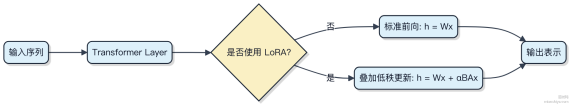 输入序列
Transformer Layer
是否使用 LoRA?
否
标准前向: h = Wx
是
叠加低秩更新: h = Wx + αBAx
输出表示